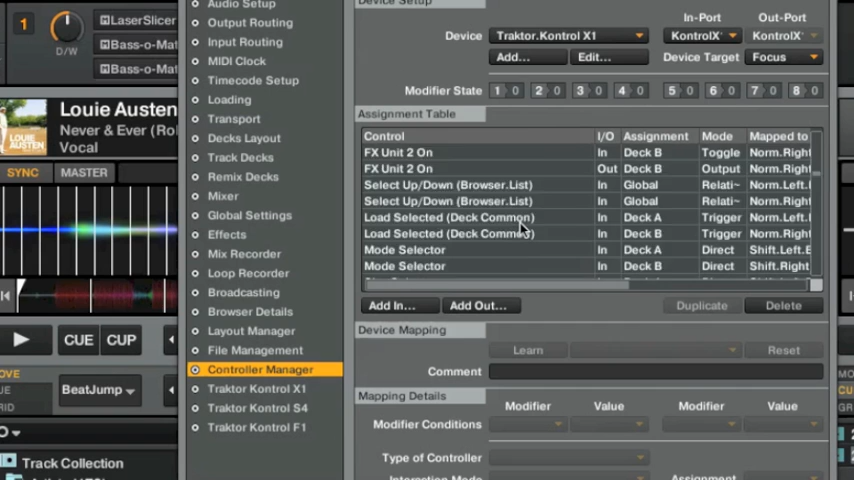 Audio Setup
Output Routing
Input Routing
MIDI Clock
Timecode Setup
Loading
Transport
Decks Layout
Track Decks
Remix Decks
Mixer
Global Settings
Effects
Mix Recorder
Loop Recorder
Broadcasting
Browser Details
Layout Manager
File Management
Controller Manager
Traktor Kontrol X1
Traktor Kontrol S4
Traktor Kontrol F1
Device Setup
In-Port Out-Port
Device Traktor.Kontrol X1 KontrolX' KontrolX'
Add... Edit... Device Target Focus
Modifier State 1 0 2 0 3 0 4 0 5 0 6 0 7 0 8 0
Assignment Table
Control I/O Assignment Mode Mapped to
FX Unit 2 On In Deck B Toggle Norm.Right
FX Unit 2 On Out Deck B Output Norm.Right
Select Up/Down (Browser.List) In Global Relati~ Norm.Left.
Select Up/Down (Browser.List) In Global Relati~ Norm.Right
Load Selected (Deck Common) In Deck A Trigger Norm.Left.
Load Selected (Deck Common) In Deck B Trigger Norm.Right
Mode Selector In Deck A Direct Shift.Left.
Mode Selector In Deck B Direct Shift.Right
Add In... Add Out... Duplicate Delete
Device Mapping
Learn Reset
Comment
Mapping Details
Modifier Value Modifier Value
Modifier Conditions
Type of Controller
1
D/W
LaserSlicer
Bass-o-Mat
Bass-o-Mat
Louie Austen
Never & Ever (Ro
Vocal
SYNC MASTER
CUE CUP
BeatJump
Track Collection